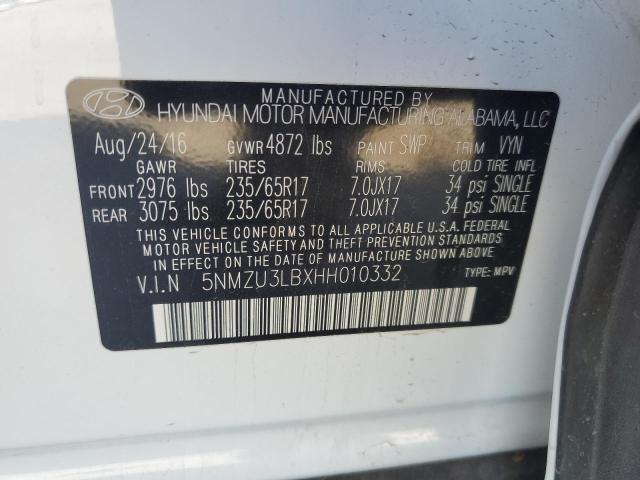 MANUFACTURED BY
HYUNDAI MOTOR MANUFACTURING ALABAMA, LLC
Aug/24/16 GVWR 4872 lbs PAINT SWP TRIM VYN
GAWR TIRES RIMS COLD TIRE INFL
FRONT 2976 lbs 235/65R17 7.0JX17 34 psi SINGLE
REAR 3075 lbs 235/65R17 7.0JX17 34 psi SINGLE
THIS VEHICLE CONFORMS TO ALL APPLICABLE U.S.A. FEDERAL
MOTOR VEHICLE SAFETY AND THEFT PREVENTION STANDARDS
IN EFFECT ON THE DATE OF MANUFACTURE SHOWN ABOVE.
V.I.N 5NMZU3LBXHH010332 TYPE: MPV